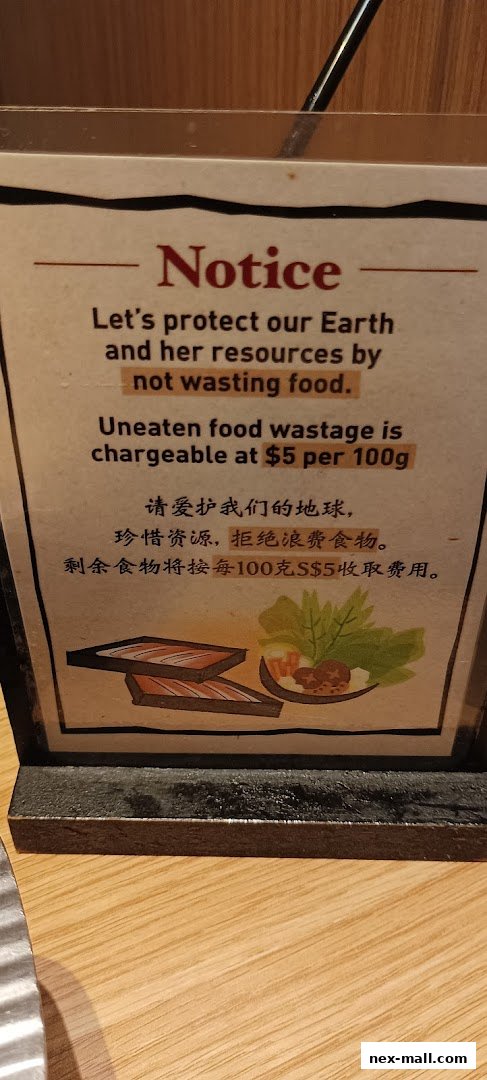 Notice
Let's protect our Earth
and her resources by
not wasting food.
Uneaten food wastage is
chargeable at $5 per 100g
请爱护我们的地球，
珍惜资源，拒绝浪费食物。
剩余食物将按每100克S$5收取费用。
nex-mall.com